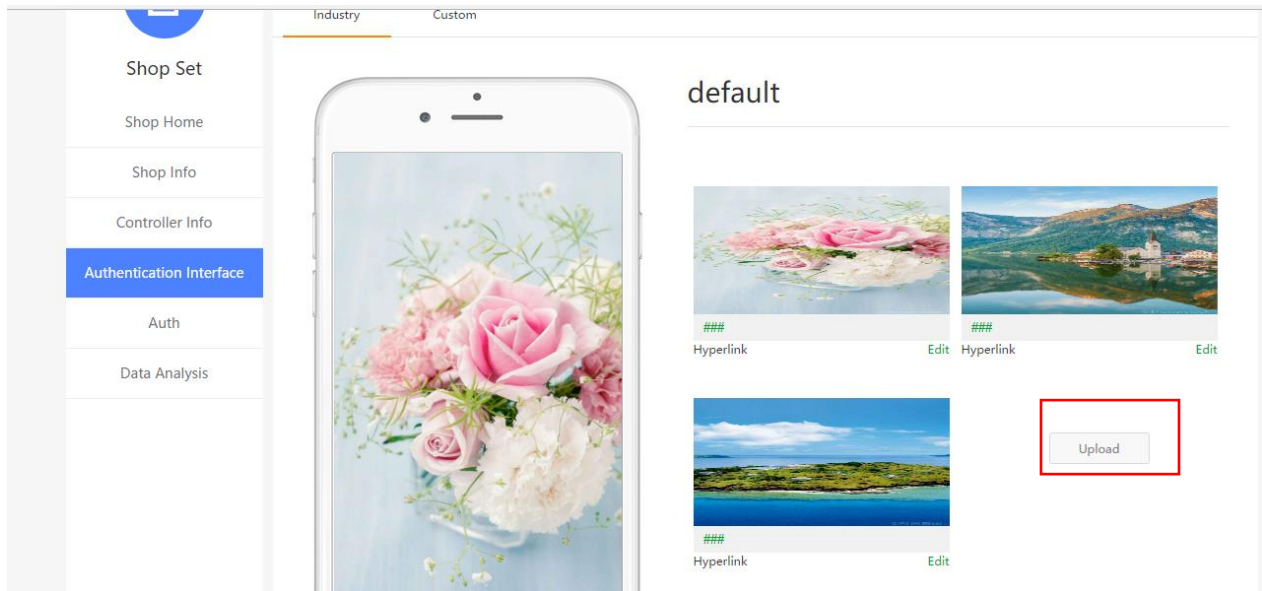 Industry Custom
Shop Set
Shop Home
Shop Info
Controller Info
Authentication Interface
Auth
Data Analysis
default
###
Hyperlink Edit
###
Hyperlink Edit
###
Hyperlink Edit
Upload